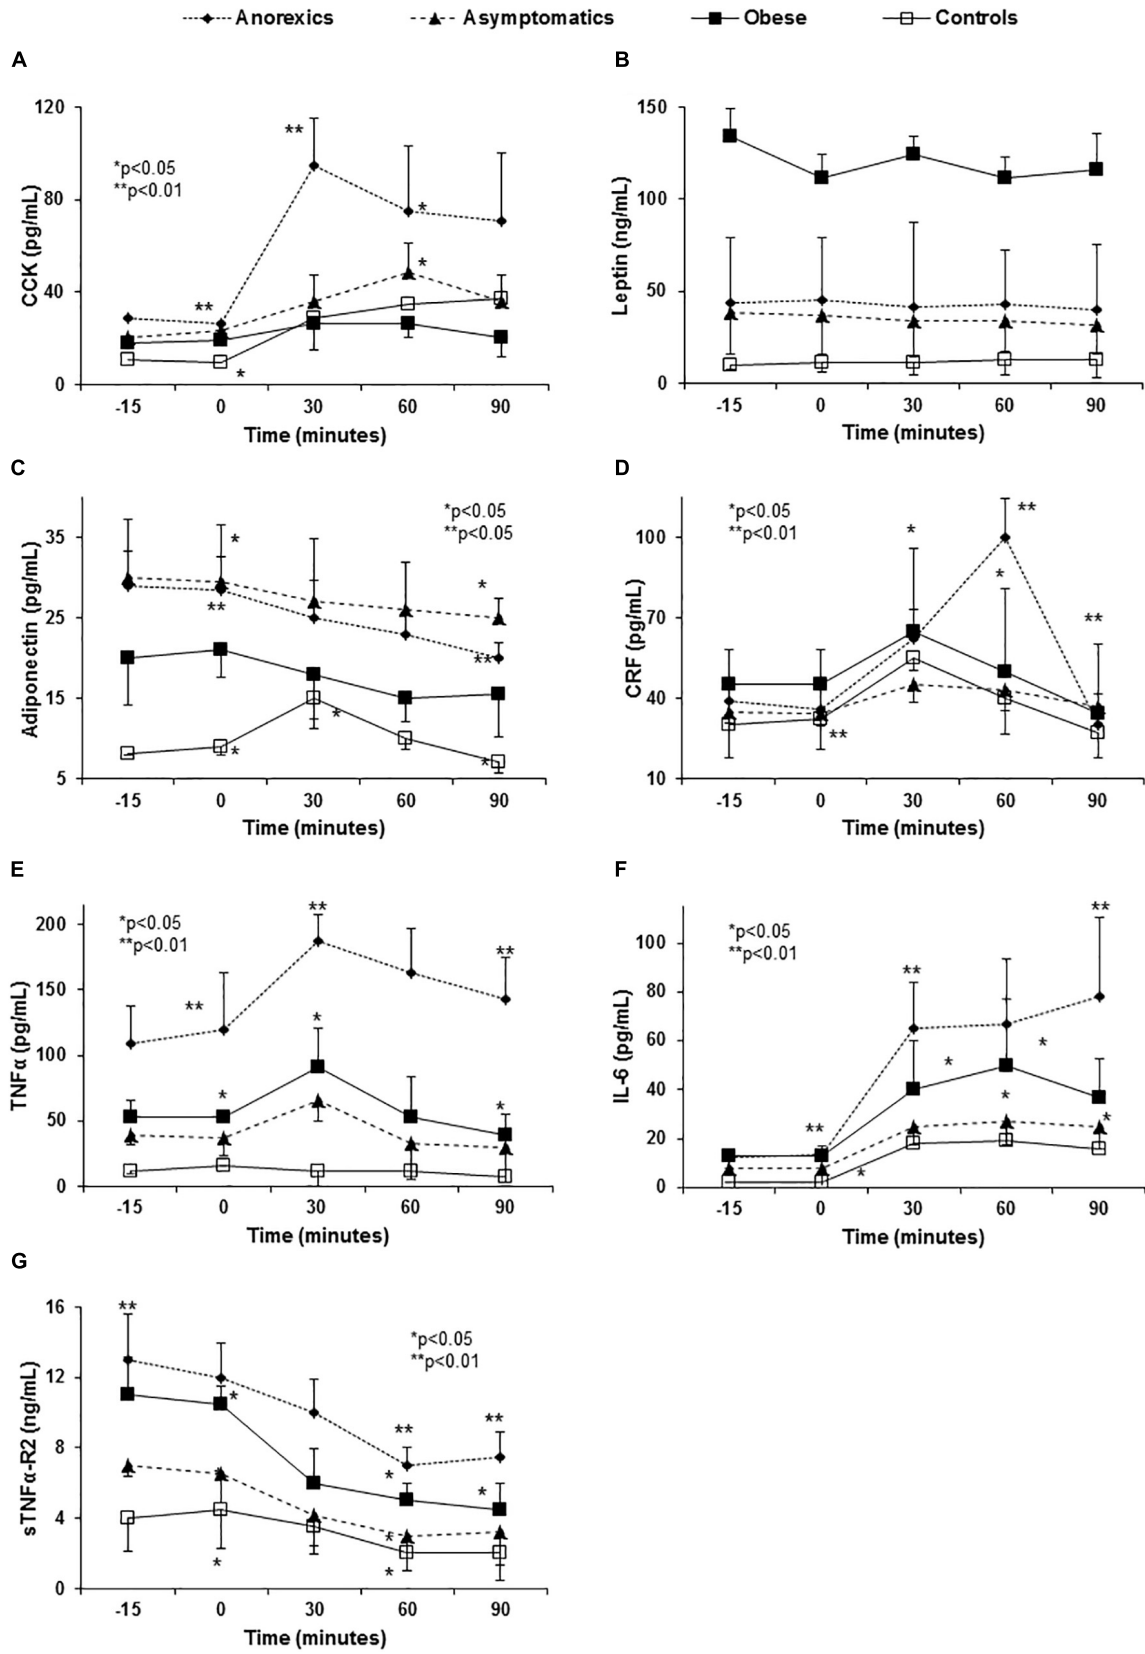 Anorexics Asymptomatics Obese Controls
A
120
80
40
0
CCK (pg/mL)
*p<0.05
**p<0.01
**
**
*
*
*
-15 0 30 60 90
Time (minutes)
B
150
100
50
0
Leptin (ng/mL)
-15 0 30 60 90
Time (minutes)
C
35
25
15
5
Adiponectin (pg/mL)
*p<0.05
**p<0.05
*
*
**
**
*
*
*
-15 0 30 60 90
Time (minutes)
D
100
70
40
10
CRF (pg/mL)
*p<0.05
**p<0.01
**
*
*
**
**
-15 0 30 60 90
Time (minutes)
E
200
150
100
50
0
TNFα (pg/mL)
*p<0.05
**p<0.01
**
**
**
*
*
*
-15 0 30 60 90
Time (minutes)
F
100
80
60
40
20
0
IL-6 (pg/mL)
*p<0.05
**p<0.01
**
**
*
*
*
*
**
*
-15 0 30 60 90
Time (minutes)
G
16
12
8
4
0
sTNFα-R2 (ng/mL)
**
*p<0.05
**p<0.01
*
**
**
*
*
*
*
*
-15 0 30 60 90
Time (minutes)